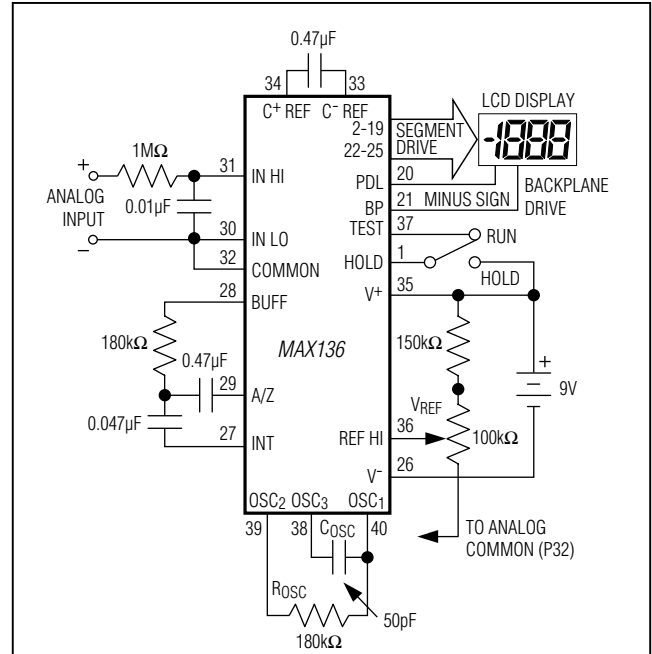 0.47µF
34
33
C+ REF
C- REF
LCD DISPLAY
2-19
22-25
SEGMENT
DRIVE
-1888
1MΩ
+
31
IN HI
20
PDL
ANALOG
INPUT
0.01µF
21
MINUS SIGN
BACKPLANE
DRIVE
BP
–
30
IN LO
37
TEST
RUN
32
COMMON
1
HOLD
HOLD
28
BUFF
35
V+
180kΩ
MAX136
150kΩ
+
–
9V
0.47µF
29
A/Z
VREF
0.047µF
36
REF HI
100kΩ
27
INT
26
V-
OSC2 OSC3 OSC1
39
38
40
COSC
TO ANALOG
COMMON (P32)
ROSC
50pF
180kΩ